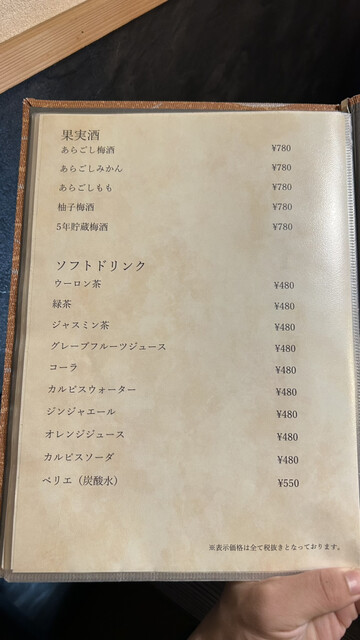 果実酒
あらごし梅酒 ¥780
あらごしみかん ¥780
あらごしもも ¥780
柚子梅酒 ¥780
5年貯蔵梅酒 ¥780
ソフトドリンク
ウーロン茶 ¥480
緑茶 ¥480
ジャスミン茶 ¥480
グレープフルーツジュース ¥480
コーラ ¥480
カルピスウォーター ¥480
ジンジャエール ¥480
オレンジジュース ¥480
カルピスソーダ ¥480
ペリエ（炭酸水） ¥550
※表示価格は全て税抜きとなっております。